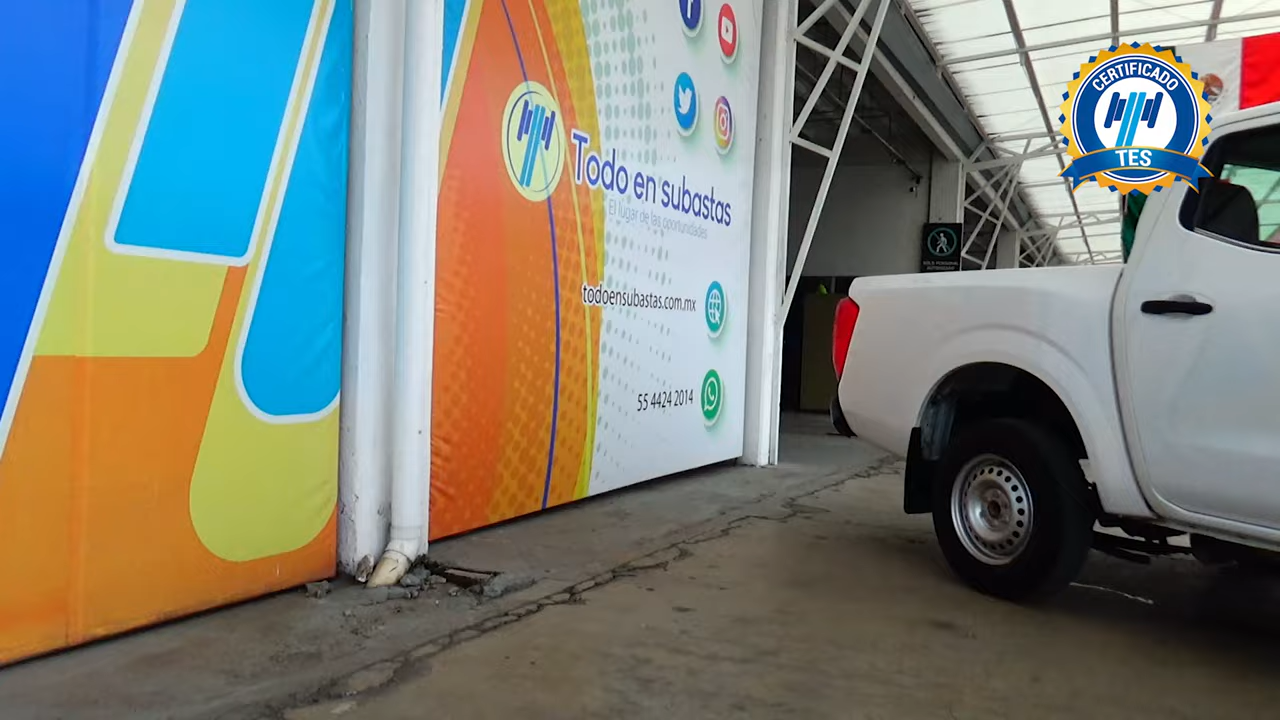 CERTIFICADO
TES
Todo en subastas
El lugar de las oportunidades
todoensubastas.com.mx
55 4424 2014